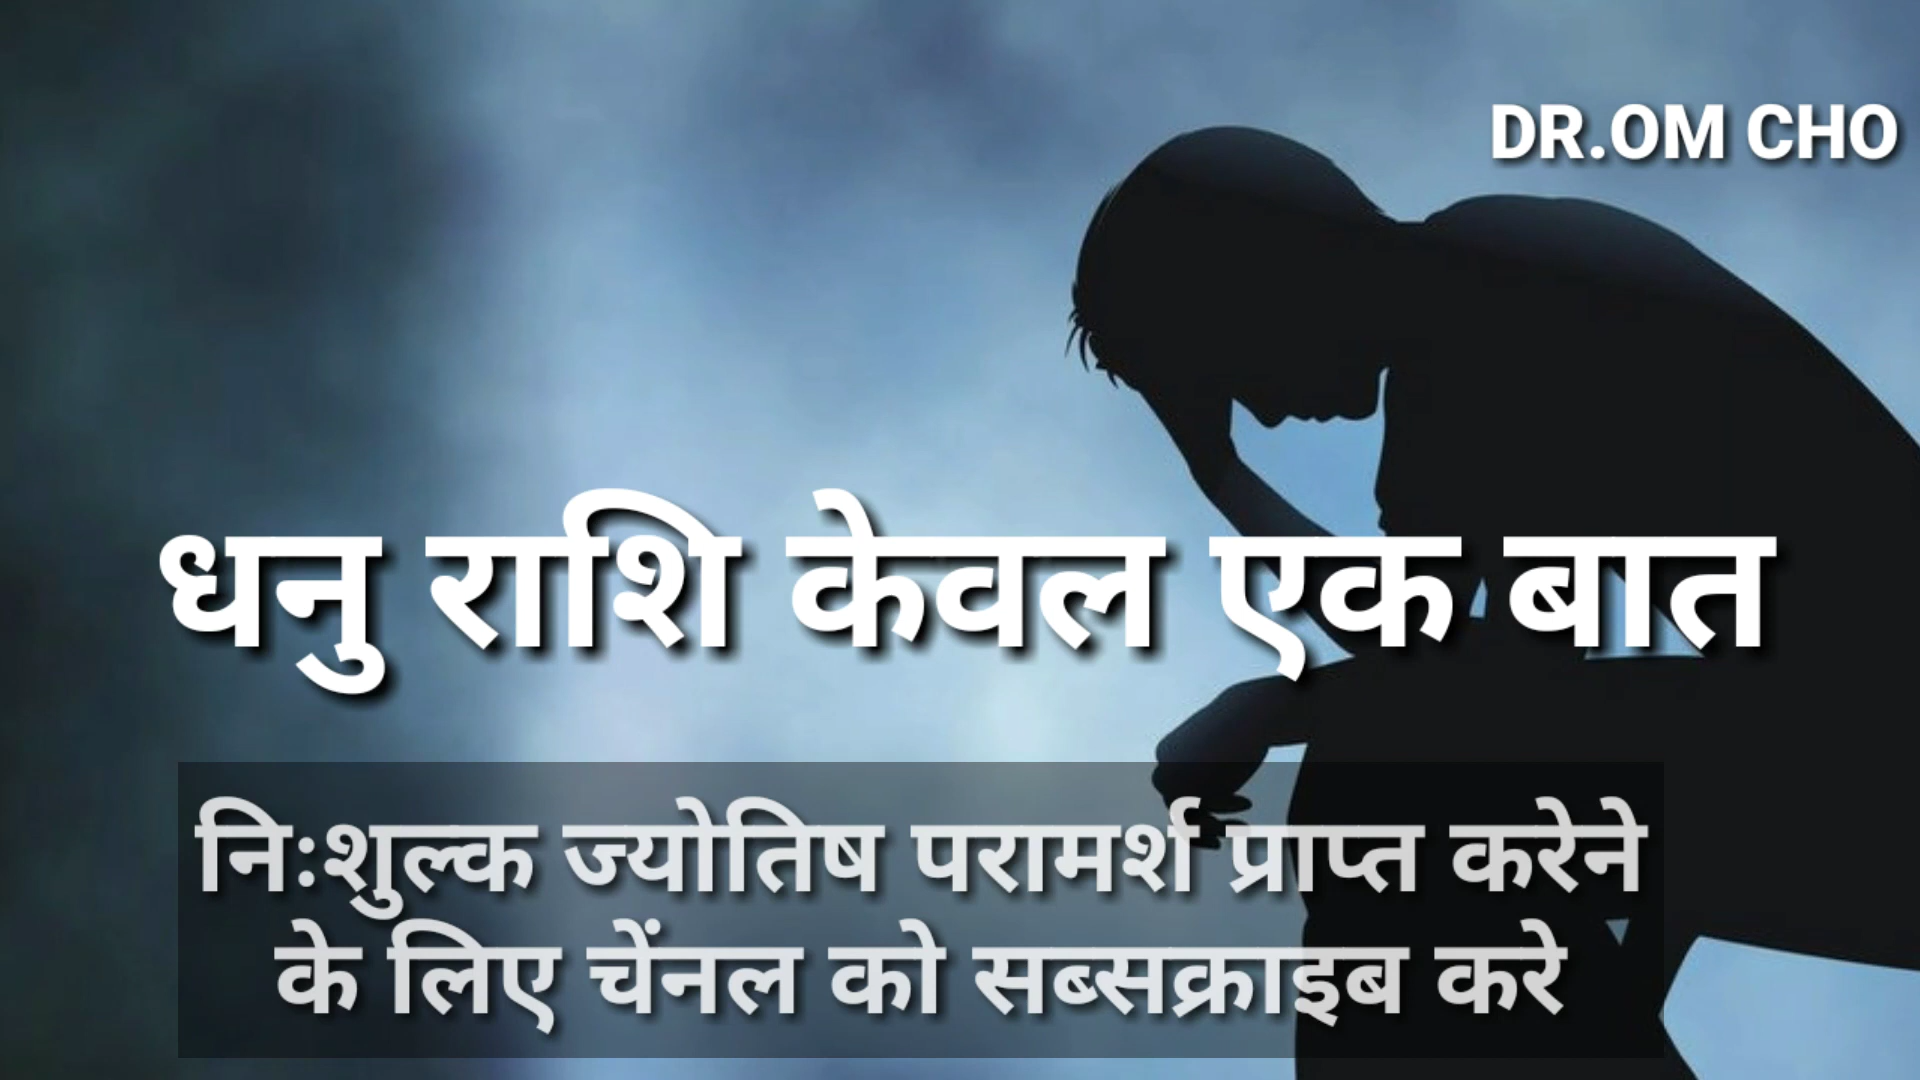 DR.OM CHO
धनु राशि केवल एक बात
निःशुल्क ज्योतिष परामर्श प्राप्त करेने
के लिए चेंनल को सब्सक्राइब करे